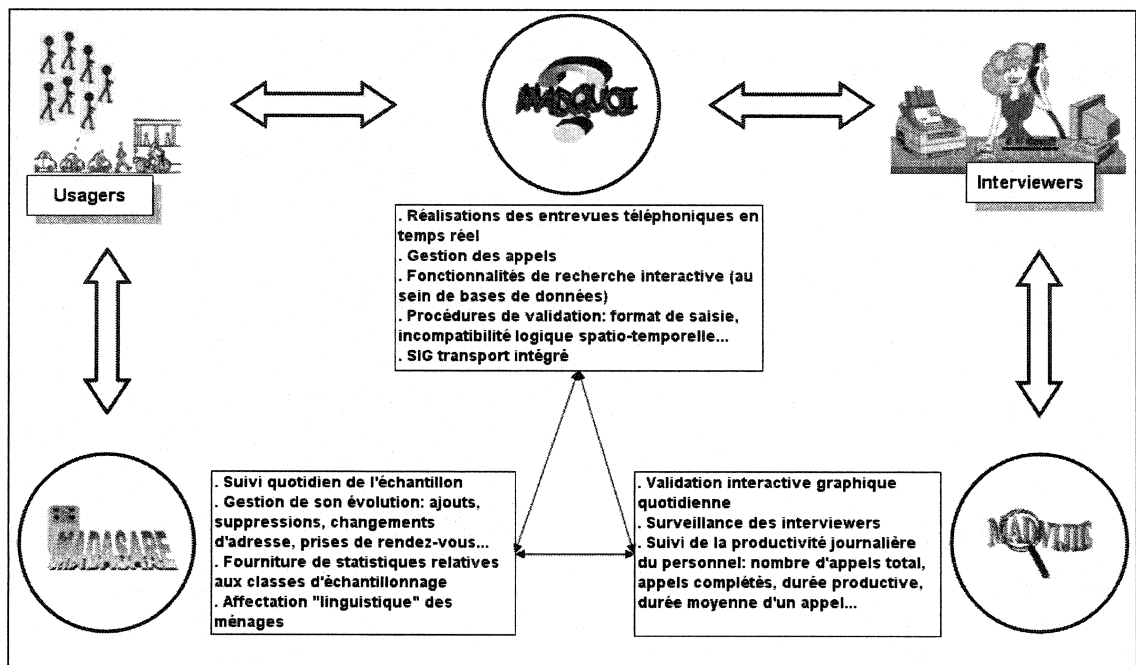 MADQUOI
Usagers
Interviewers
. Réalisations des entrevues téléphoniques en
temps réel
. Gestion des appels
. Fonctionnalités de recherche interactive (au
sein de bases de données)
. Procédures de validation: format de saisie,
incompatibilité logique spatio-temporelle...
. SIG transport intégré
MADASARE
. Suivi quotidien de l'échantillon
. Gestion de son évolution: ajouts,
suppressions, changements
d'adresse, prises de rendez-vous...
. Fourniture de statistiques relatives
aux classes d'échantillonnage
. Affectation "linguistique" des
ménages
. Validation interactive graphique
quotidienne
. Surveillance des interviewers
. Suivi de la productivité journalière
du personnel: nombre d'appels total,
appels complétés, durée productive,
durée moyenne d'un appel...